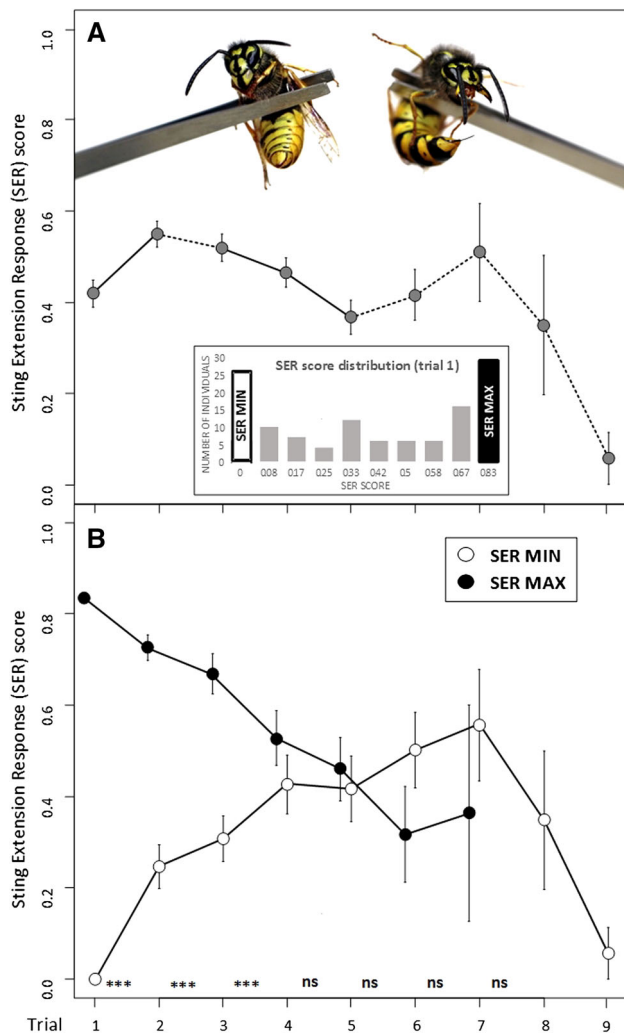 A
1.0
0.8
0.6
0.4
0.2
0.0
Sting Extension Response (SER) score
SER score distribution (trial 1)
NUMBER OF INDIVIDUALS
30
25
20
15
10
5
0
SER MIN
SER MAX
0 008 017 025 033 042 05 058 067 083
SER SCORE
B
SER MIN
SER MAX
1.0
0.8
0.6
0.4
0.2
0.0
Sting Extension Response (SER) score
*** *** *** ns ns ns ns
Trial 1 2 3 4 5 6 7 8 9